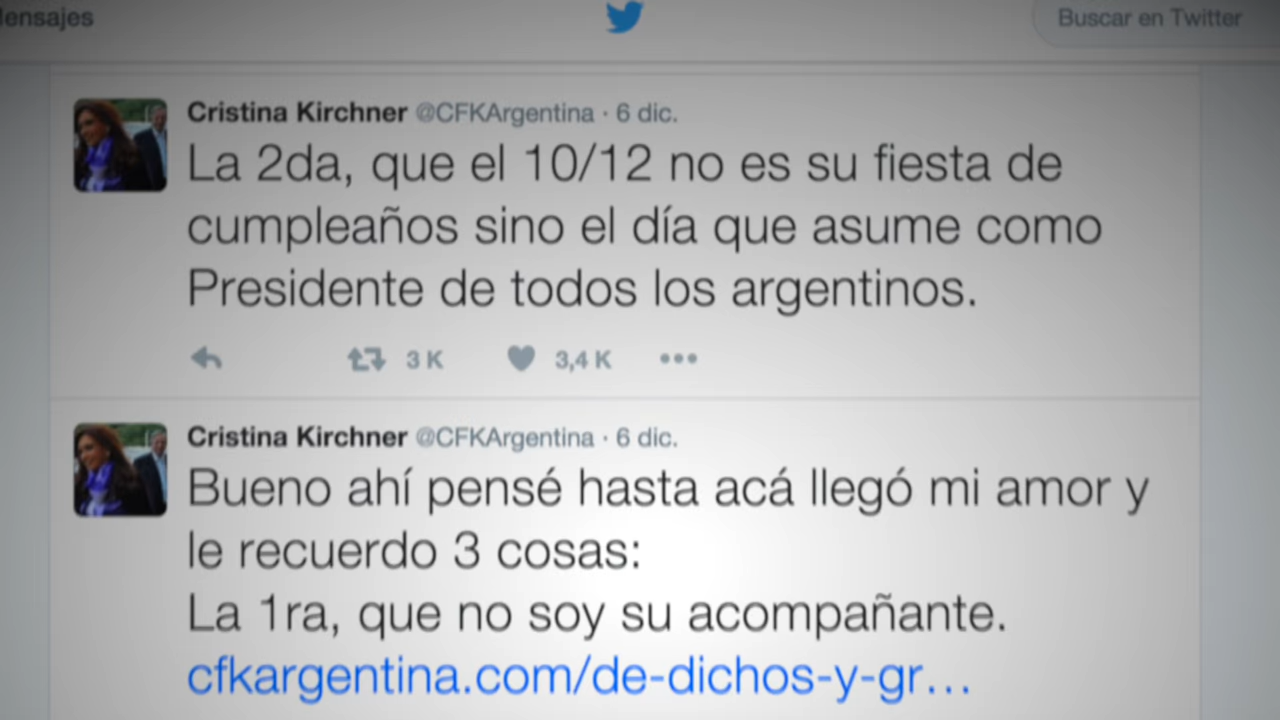 Mensajes
Buscar en Twitter
Cristina Kirchner @CFKArgentina · 6 dic.
La 2da, que el 10/12 no es su fiesta de
cumpleaños sino el día que asume como
Presidente de todos los argentinos.
3 K 3,4 K
Cristina Kirchner @CFKArgentina · 6 dic.
Bueno ahí pensé hasta acá llegó mi amor y
le recuerdo 3 cosas:
La 1ra, que no soy su acompañante.
cfkargentina.com/de-dichos-y-gr...